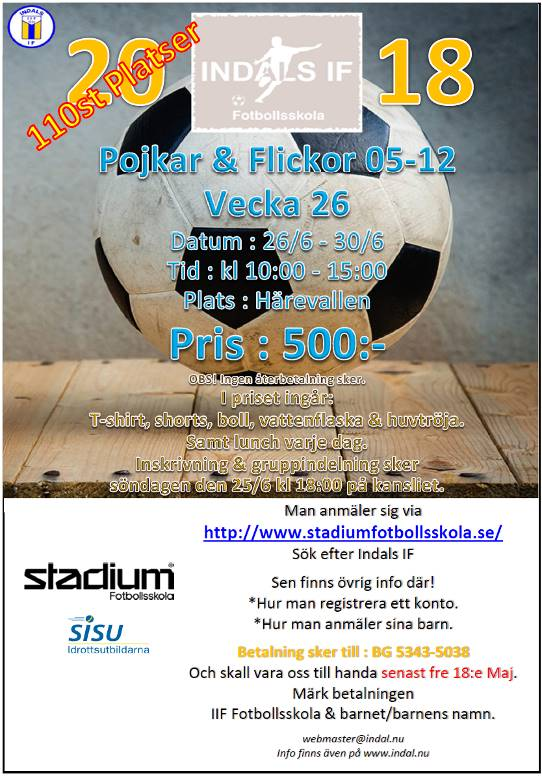 INDALS
I F
20
INDALS IF
Fotbollsskola
18
110st Platser
Pojkar & Flickor 05-12
Vecka 26
Datum : 26/6 - 30/6
Tid : kl 10:00 - 15:00
Plats : Härevallen
Pris : 500:-
OBS! Ingen återbetalning sker.
I priset ingår:
T-shirt, shorts, boll, vattenflaska & huvtröja.
Samt lunch varje dag.
Inskrivning & gruppindelning sker
söndagen den 25/6 kl 18:00 på kansliet.
Man anmäler sig via
http://www.stadiumfotbollsskola.se/
Sök efter Indals IF
stadium
Fotbollsskola
Sen finns övrig info där!
*Hur man registrera ett konto.
*Hur man anmäler sina barn.
SISU
Idrottsutbildarna
Betalning sker till : BG 5343-5038
Och skall vara oss till handa senast fre 18:e Maj.
Märk betalningen
IIF Fotbollsskola & barnet/barnens namn.
webmaster@indal.nu
Info finns även på www.indal.nu